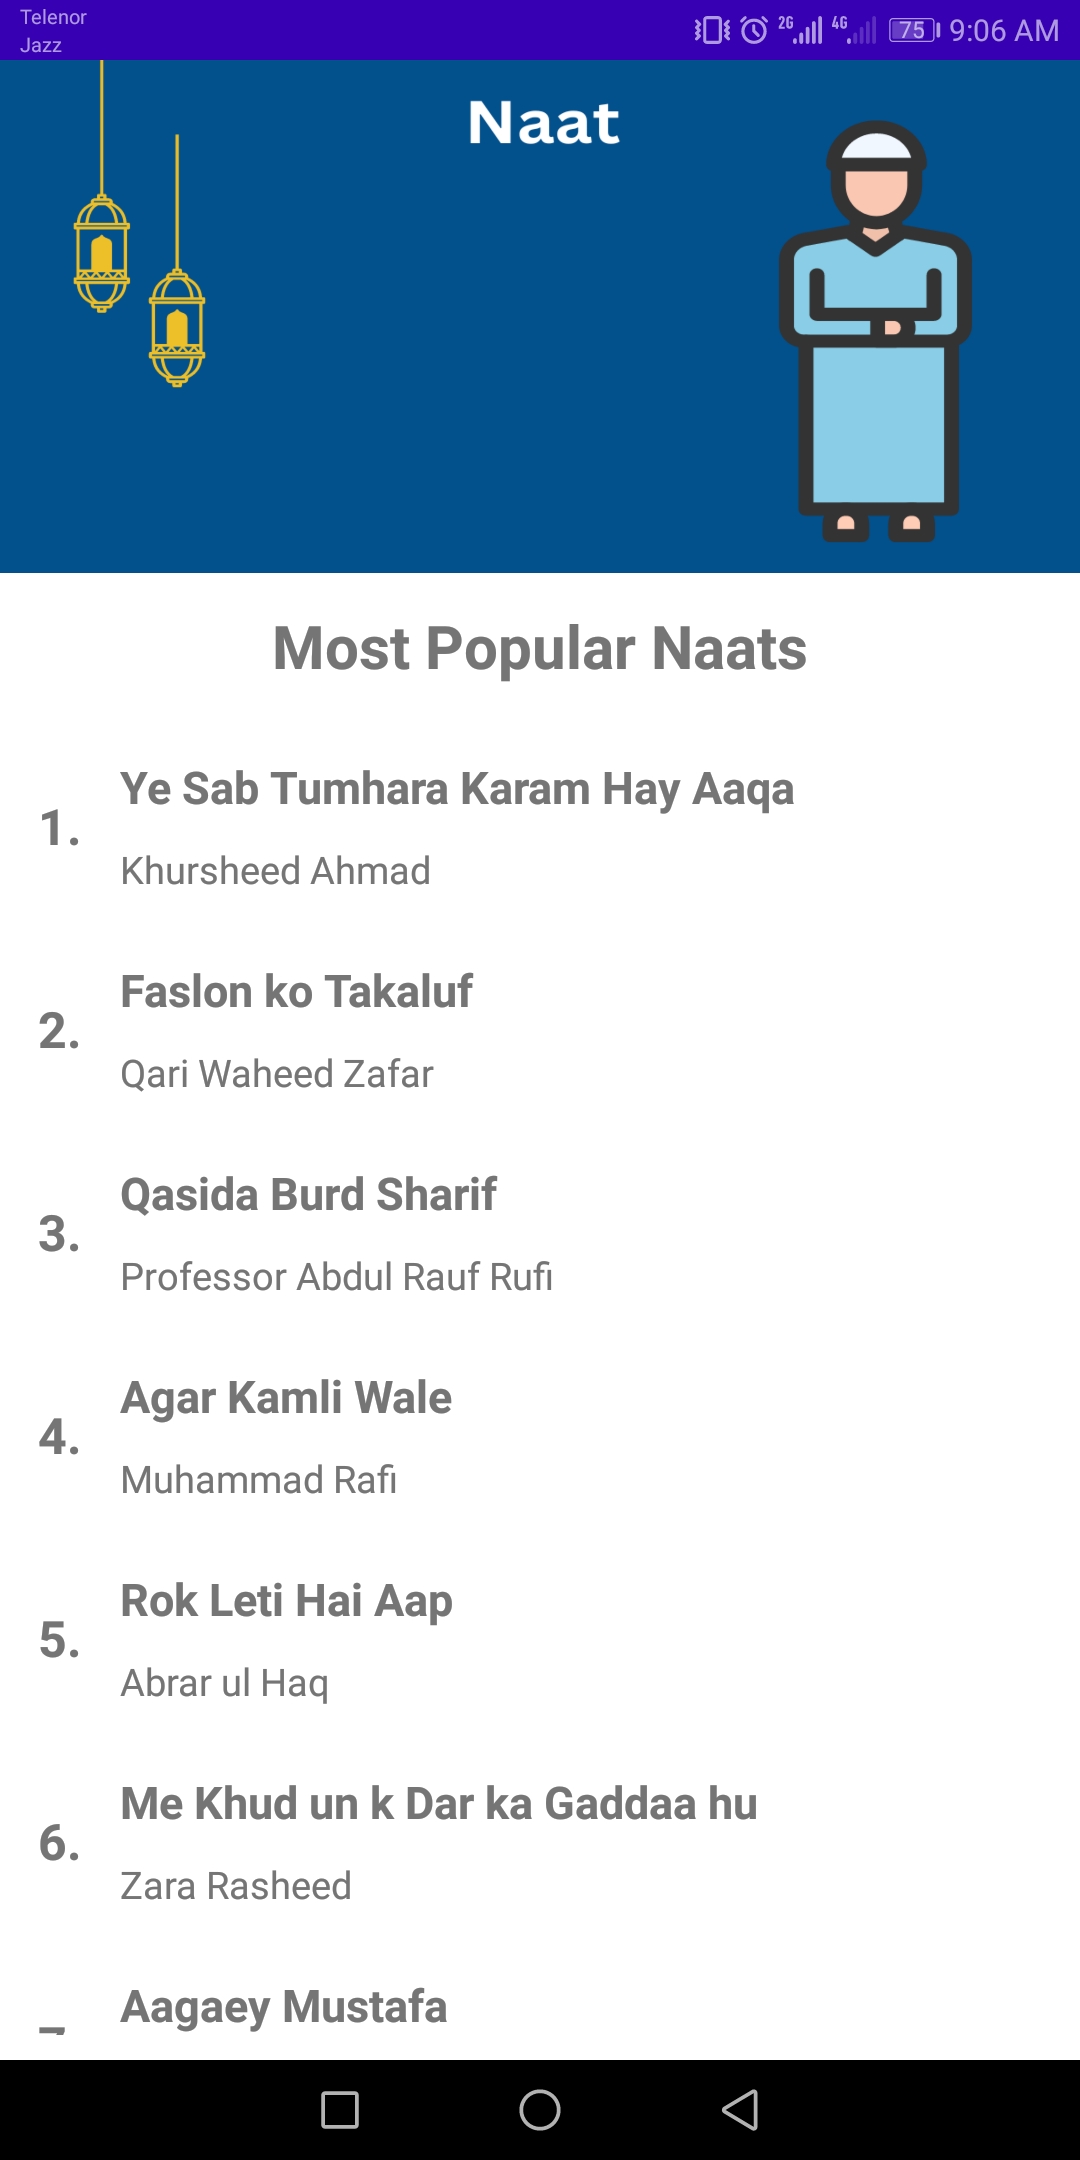 Telenor
Jazz
2G
4G
75
9:06 AM
Naat
Most Popular Naats
1.
Ye Sab Tumhara Karam Hay Aaqa
Khursheed Ahmad
2.
Faslon ko Takaluf
Qari Waheed Zafar
3.
Qasida Burd Sharif
Professor Abdul Rauf Rufi
4.
Agar Kamli Wale
Muhammad Rafi
5.
Rok Leti Hai Aap
Abrar ul Haq
6.
Me Khud un k Dar ka Gaddaa hu
Zara Rasheed
Aagaey Mustafa